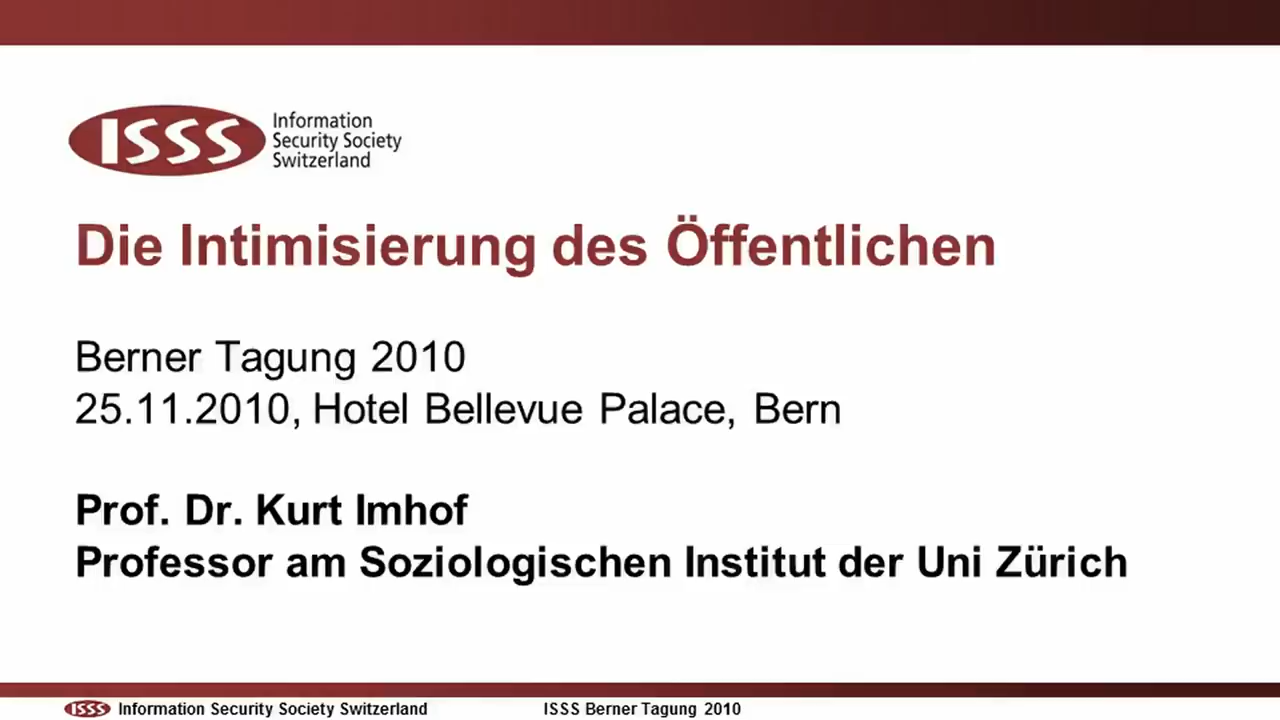 ISSS
Information
Security Society
Switzerland
Die Intimisierung des Öffentlichen
Berner Tagung 2010
25.11.2010, Hotel Bellevue Palace, Bern
Prof. Dr. Kurt Imhof
Professor am Soziologischen Institut der Uni Zürich
ISSS Information Security Society Switzerland
ISSS Berner Tagung 2010